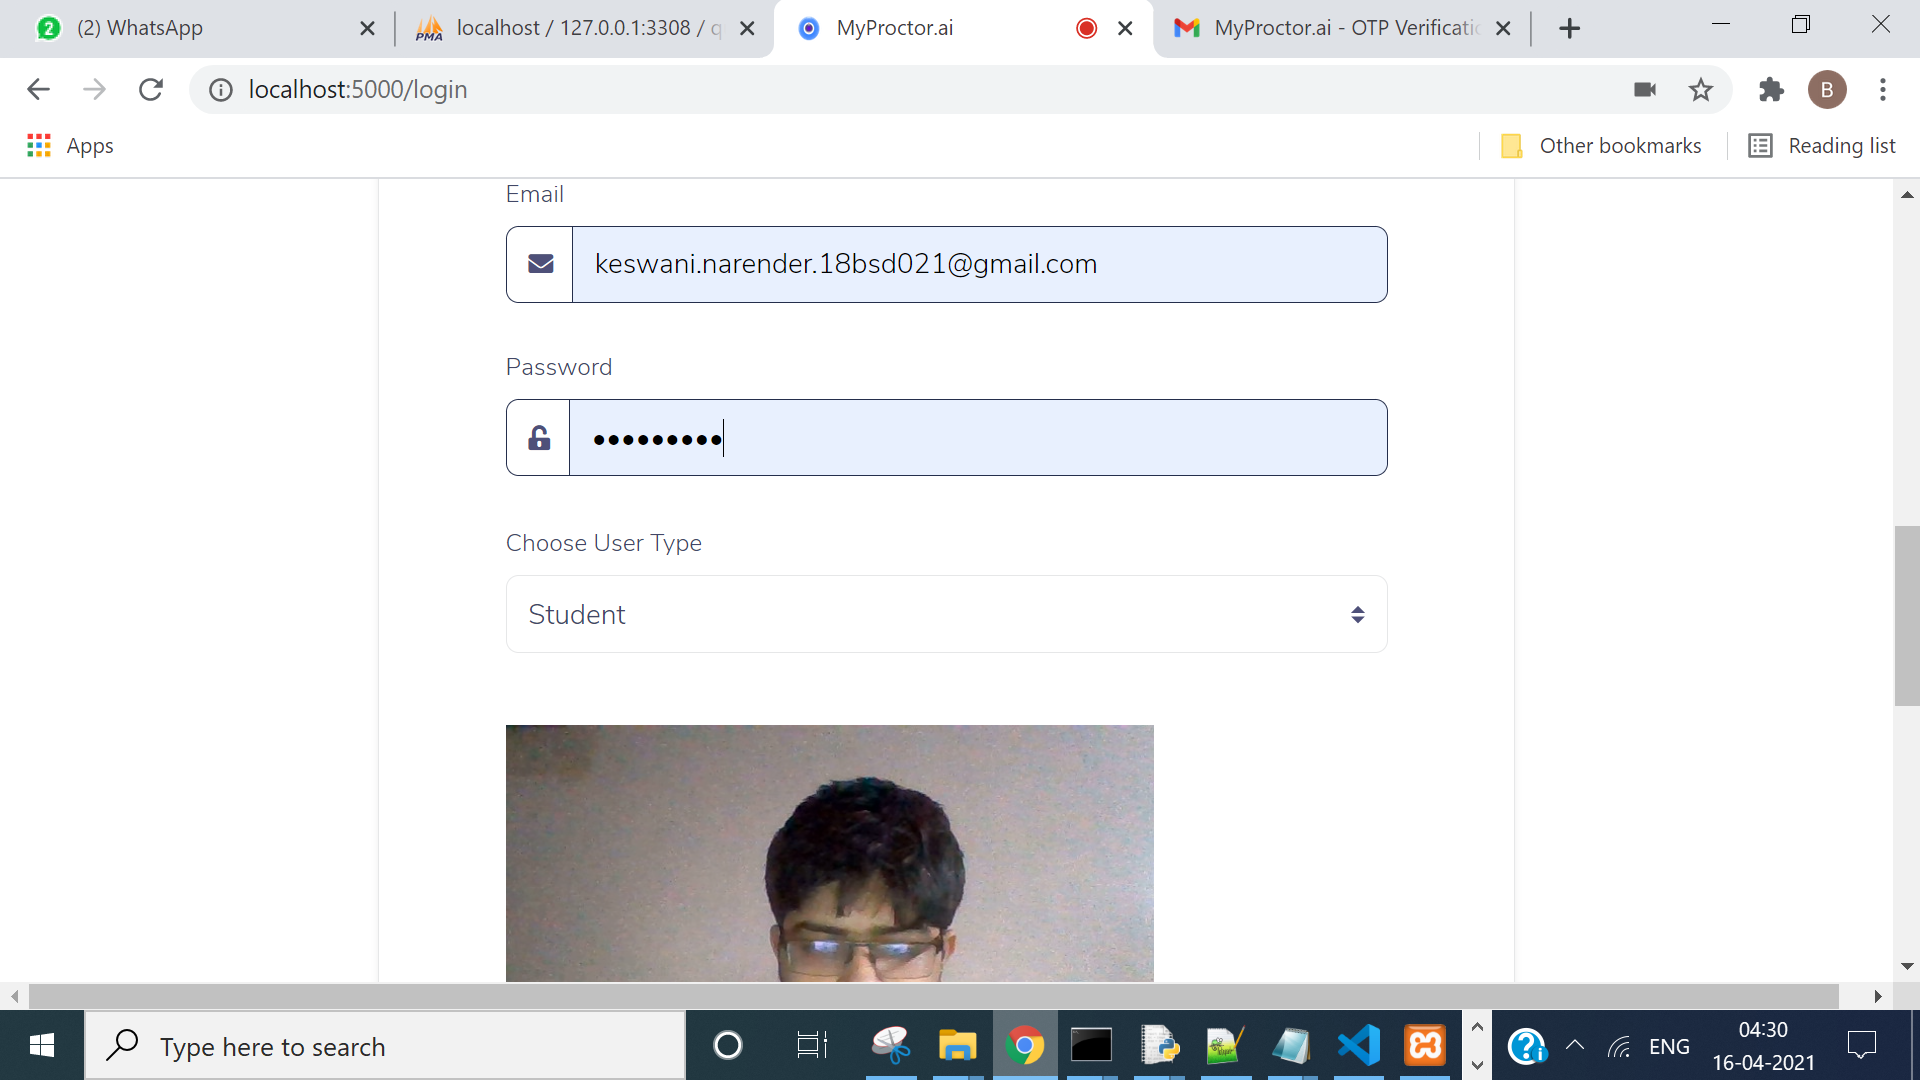 (2) WhatsApp
localhost / 127.0.0.1:3308 / q
MyProctor.ai
MyProctor.ai - OTP Verificati
localhost:5000/login
B
Apps
Other bookmarks
Reading list
Email
keswani.narender.18bsd021@gmail.com
Password
•••••••••
Choose User Type
Student
Type here to search
ENG
04:30
16-04-2021